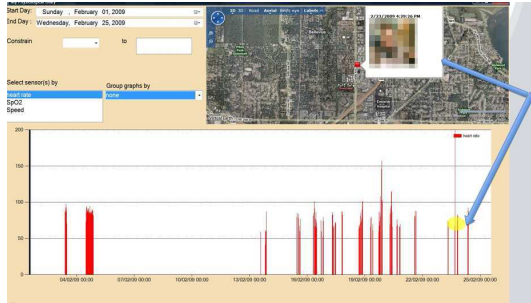 Start Day: Sunday , February 01, 2009
End Day : Wednesday, February 25, 2009
2D 3D Road Aerial Bird's eye Labels
2/23/2009 4:39:26 PM
Constrain to
Select sensor(s) by
Group graphs by
heart rate
none
SpO2
Speed
200
heart rate
150
100
50
0
04/02/09 00:00 07/02/09 00:00 10/02/09 00:00 13/02/09 00:00 16/02/09 00:00 19/02/09 00:00 22/02/09 00:00 25/02/09 00:00